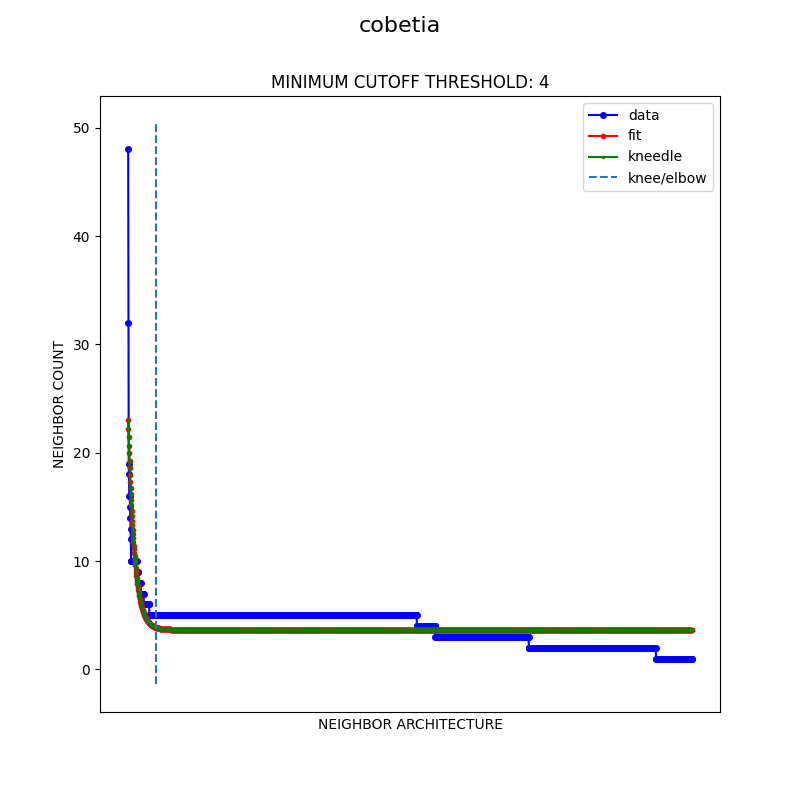 cobetia
MINIMUM CUTOFF THRESHOLD: 4
data
fit
kneedle
knee/elbow
50
40
30
20
10
0
NEIGHBOR COUNT
NEIGHBOR ARCHITECTURE